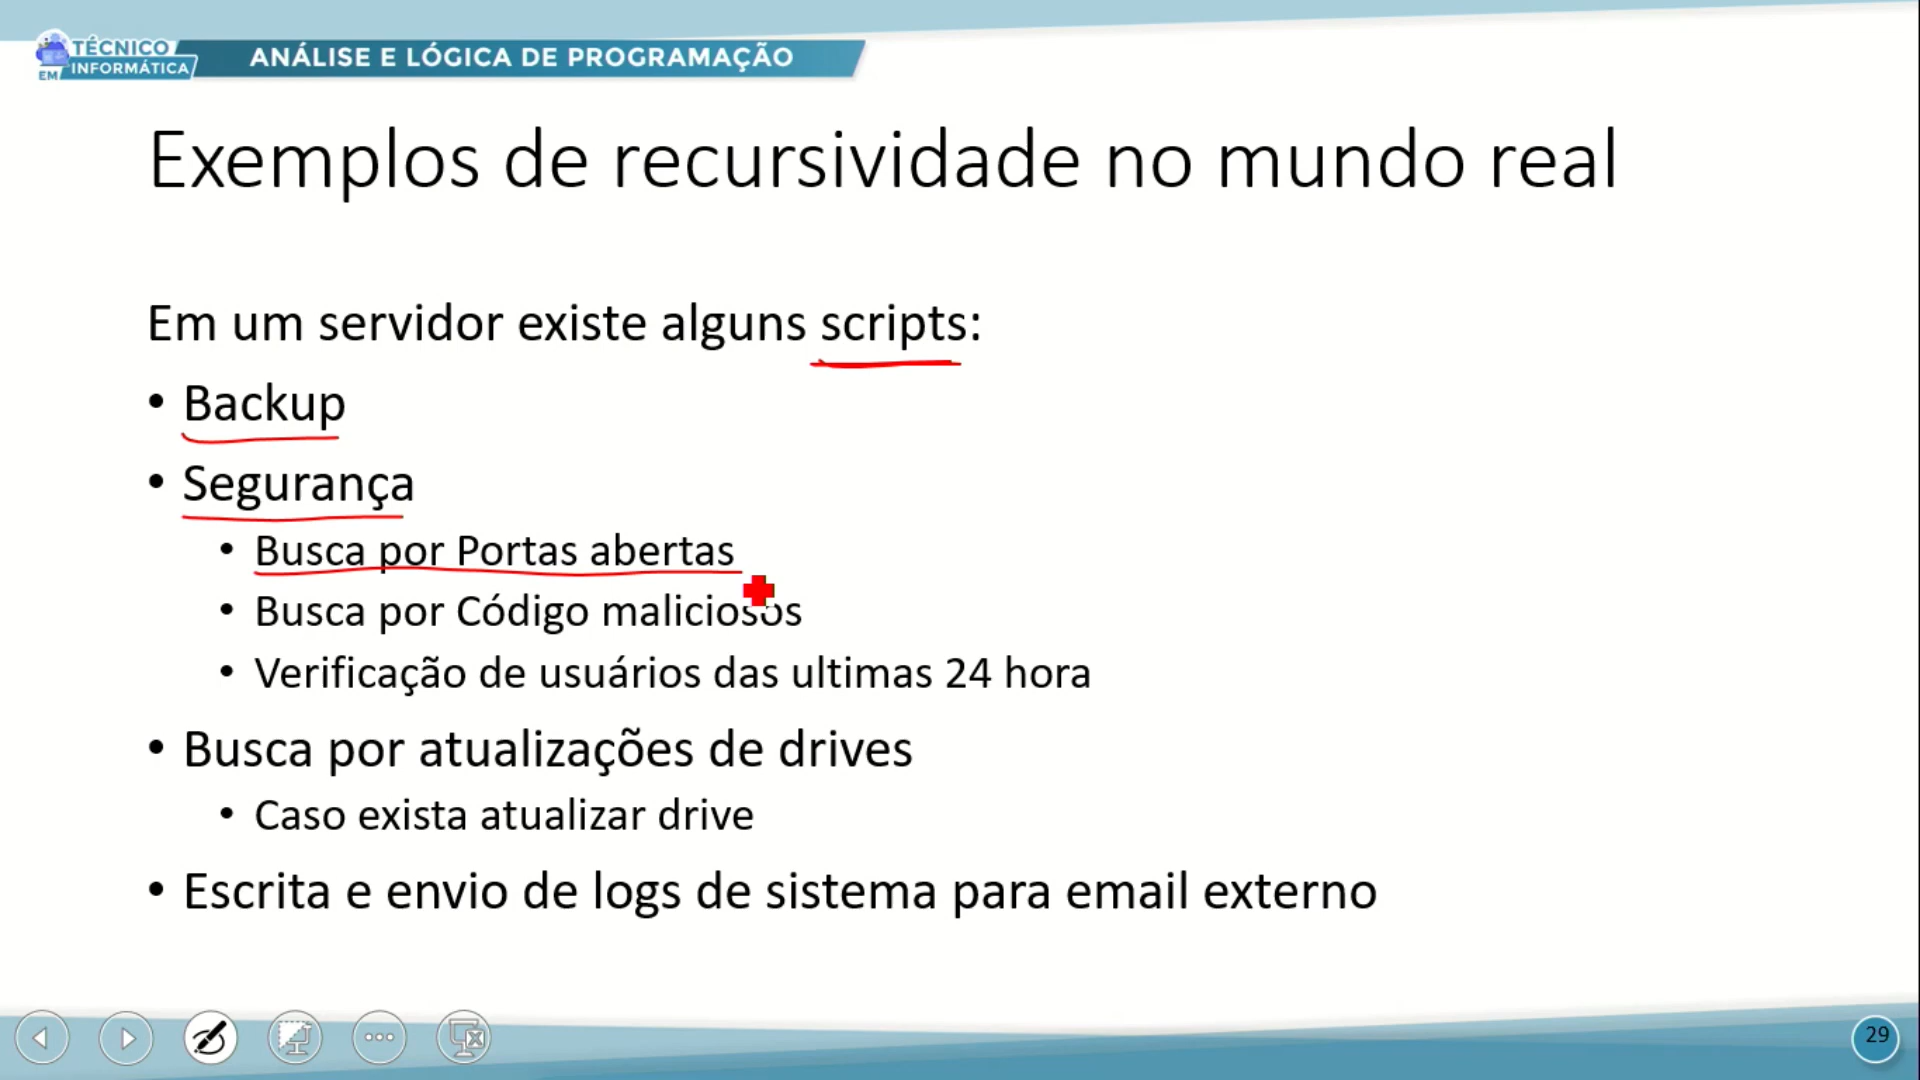 TÉCNICO
EM INFORMÁTICA
ANÁLISE E LÓGICA DE PROGRAMAÇÃO
Exemplos de recursividade no mundo real
Em um servidor existe alguns scripts:
• Backup
• Segurança
• Busca por Portas abertas
• Busca por Código maliciosos
• Verificação de usuários das ultimas 24 hora
• Busca por atualizações de drives
• Caso exista atualizar drive
• Escrita e envio de logs de sistema para email externo
29